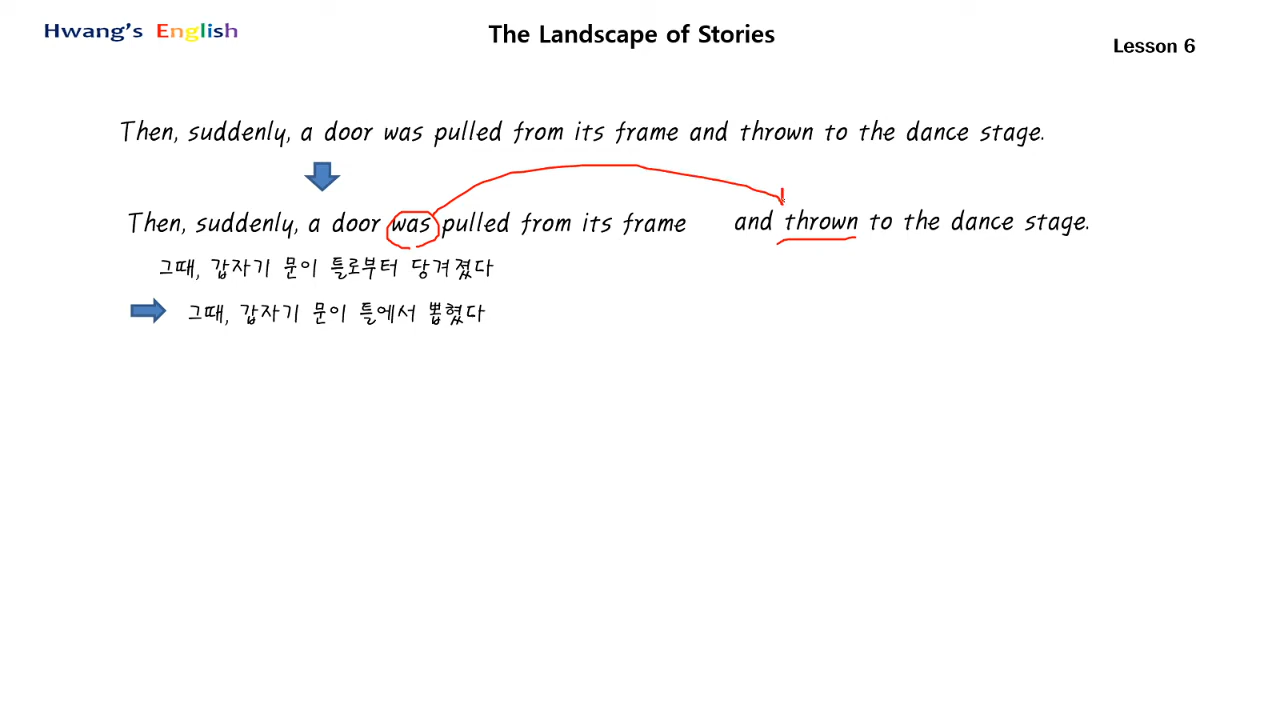 Hwang's English
The Landscape of Stories
Lesson 6
Then, suddenly, a door was pulled from its frame and thrown to the dance stage.
Then, suddenly, a door was pulled from its frame and thrown to the dance stage.
그때, 갑자기 문이 틀로부터 당겨졌다
그때, 갑자기 문이 틀에서 뽑혔다